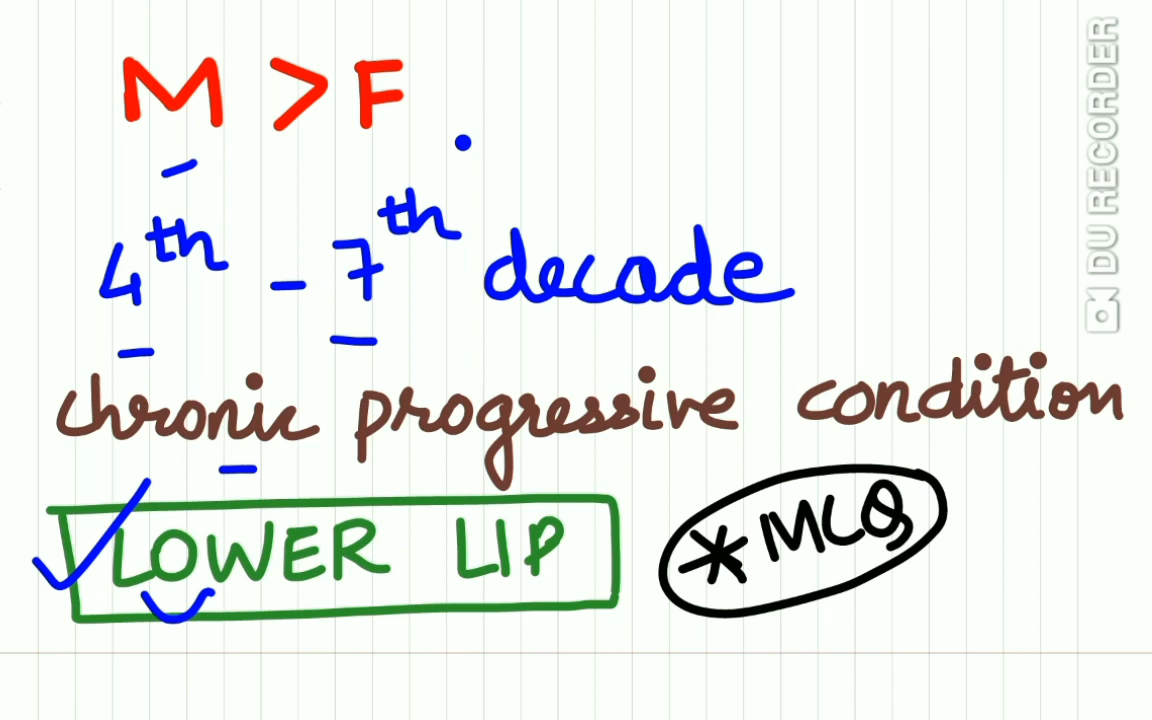 M > F
4th - 7th decade
chronic progressive condition
LOWER LIP
* MCQ
DU RECORDER